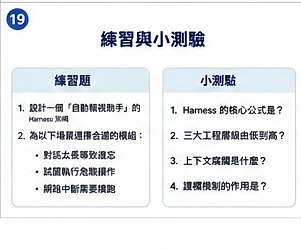 19
練習與小測驗
練習題
1. 設計一個「自動
助手」的
Harness 架構
2. 為以下場景選擇合適的模組：
• 對話太長導致遺忘
• 試圖執行危險操作
• 網路中斷需要續跑
小測驗
1. Harness 的核心公式是？
2. 三大工程層級由低到高？
3. 上下文腐爛是什麼？
4. 護欄機制的作用是？